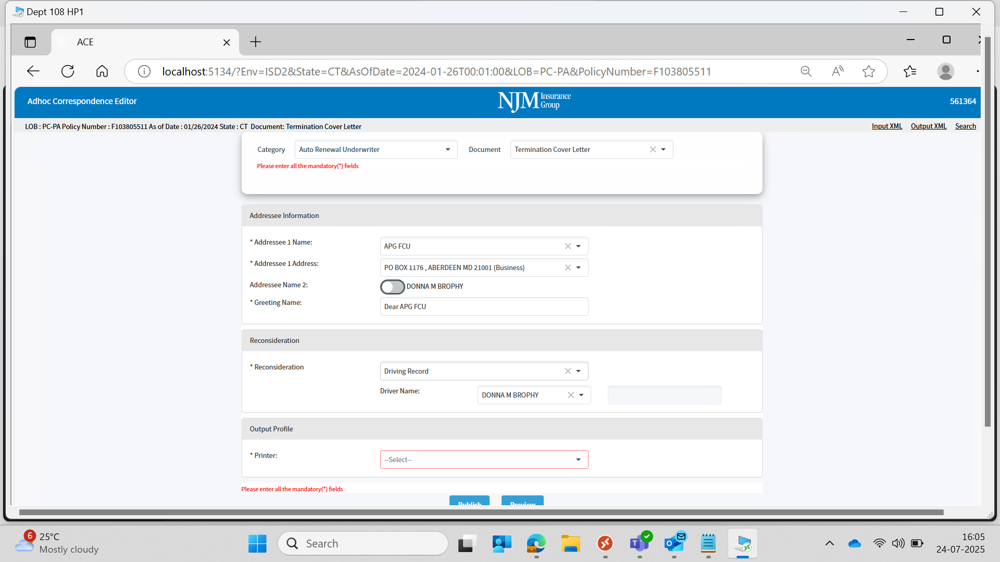 Dept 108 HP1
ACE
localhost:5134/?Env=ISD2&State=CT&AsOfDate=2024-01-26T00:01:00&LOB=PC-PA&PolicyNumber=F103805511
Adhoc Correspondence Editor
NJM Insurance Group
561364
LOB : PC-PA Policy Number : F103805511 As of Date : 01/26/2024 State : CT Document: Termination Cover Letter
Input XML Output XML Search
Category Auto Renewal Underwriter Document Termination Cover Letter
Please enter all the mandatory(*) fields
Addressee Information
* Addressee 1 Name: APG FCU
* Addressee 1 Address: PO BOX 1176 , ABERDEEN MD 21001 (Business)
Addressee Name 2: DONNA M BROPHY
* Greeting Name: Dear APG FCU
Reconsideration
* Reconsideration Driving Record
Driver Name: DONNA M BROPHY
Output Profile
* Printer: --Select--
Please enter all the mandatory(*) fields
Publish Preview
6
25°C
Mostly cloudy
Search
16:05
24-07-2025